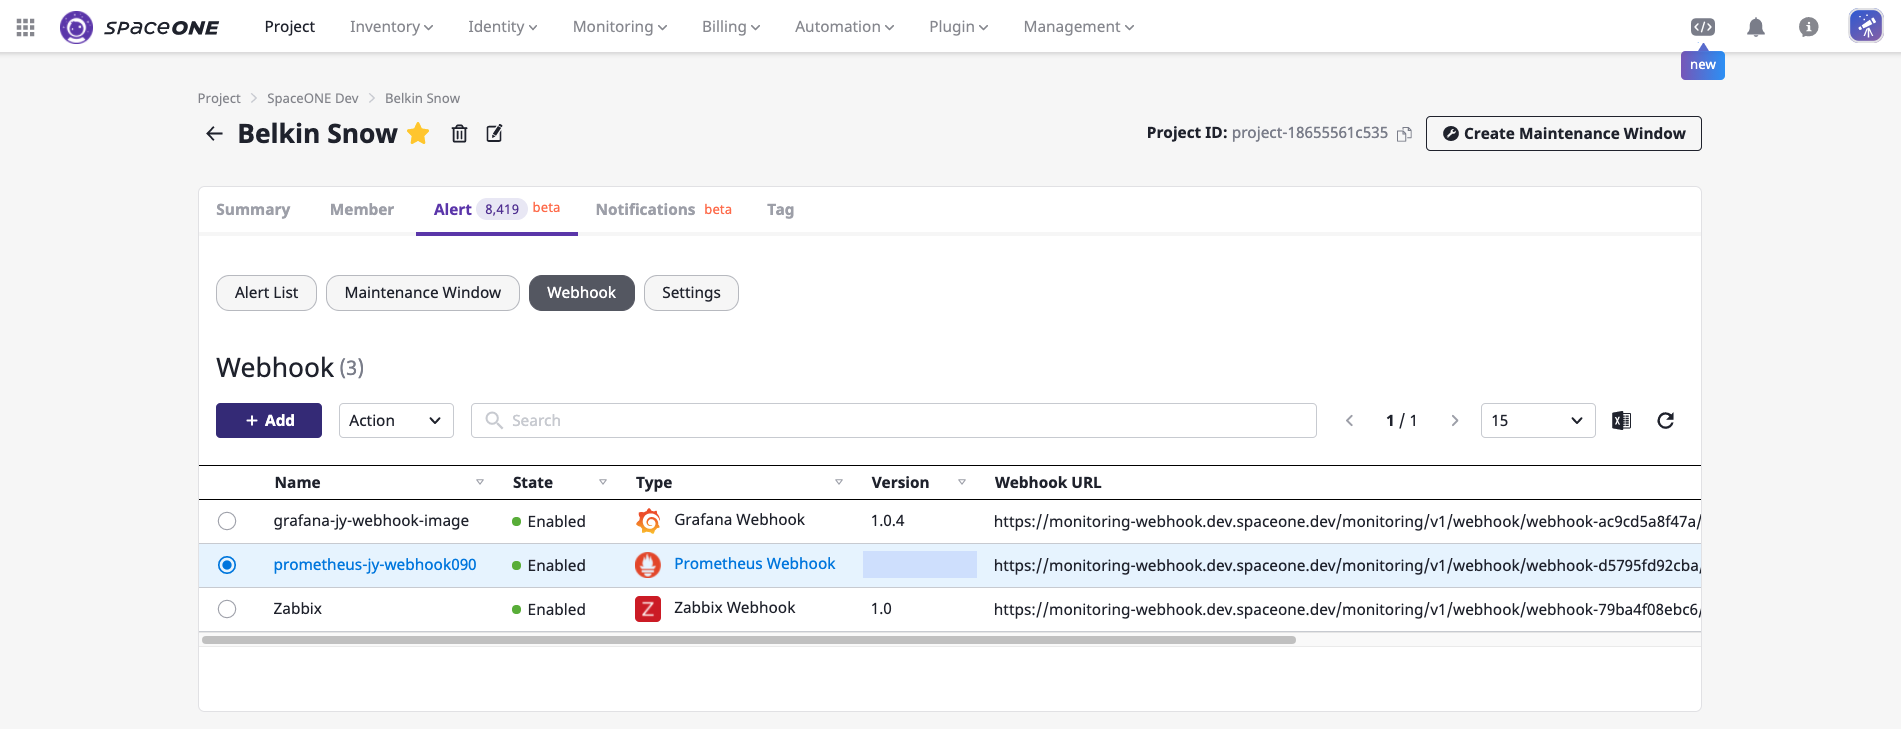 SPACEONE Project Inventory Identity Monitoring Billing Automation Plugin Management
new
Project > SpaceONE Dev > Belkin Snow
Belkin Snow Project ID: project-18655561c535 Create Maintenance Window
Summary Member Alert 8,419 beta Notifications beta Tag
Alert List Maintenance Window Webhook Settings
Webhook (3)
+ Add Action Search 1 / 1 15
Name State Type Version Webhook URL
grafana-jy-webhook-image Enabled Grafana Webhook 1.0.4 https://monitoring-webhook.dev.spaceone.dev/monitoring/v1/webhook/webhook-ac9cd5a8f47a/
prometheus-jy-webhook090 Enabled Prometheus Webhook https://monitoring-webhook.dev.spaceone.dev/monitoring/v1/webhook/webhook-d5795fd92cba/
Zabbix Enabled Z Zabbix Webhook 1.0 https://monitoring-webhook.dev.spaceone.dev/monitoring/v1/webhook/webhook-79ba4f08ebc6/